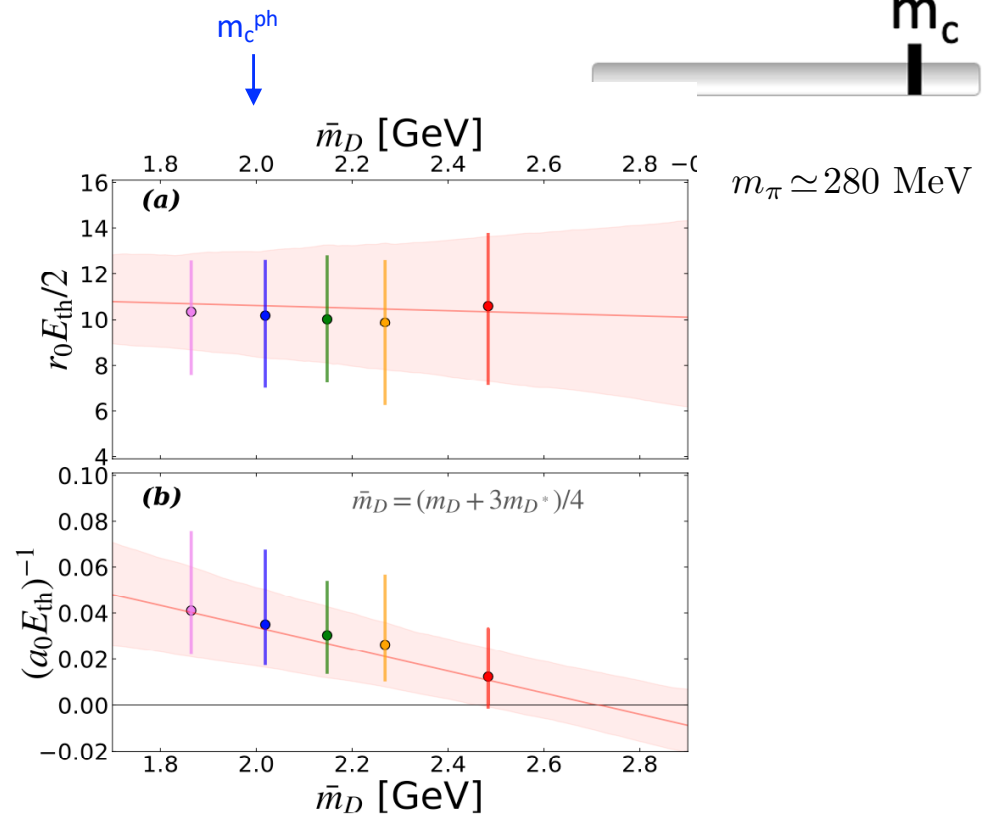 m_c^ph
m_c
m̄_D [GeV]
1.8 2.0 2.2 2.4 2.6 2.8 −0
m_π ≃ 280 MeV
(a)
16
14
12
10
8
6
4
r₀E_th/2
(b)
m̄_D = (m_D + 3m_D*)/4
0.10
0.08
0.06
0.04
0.02
0.00
−0.02
(a₀E_th)⁻¹
1.8 2.0 2.2 2.4 2.6 2.8
m̄_D [GeV]